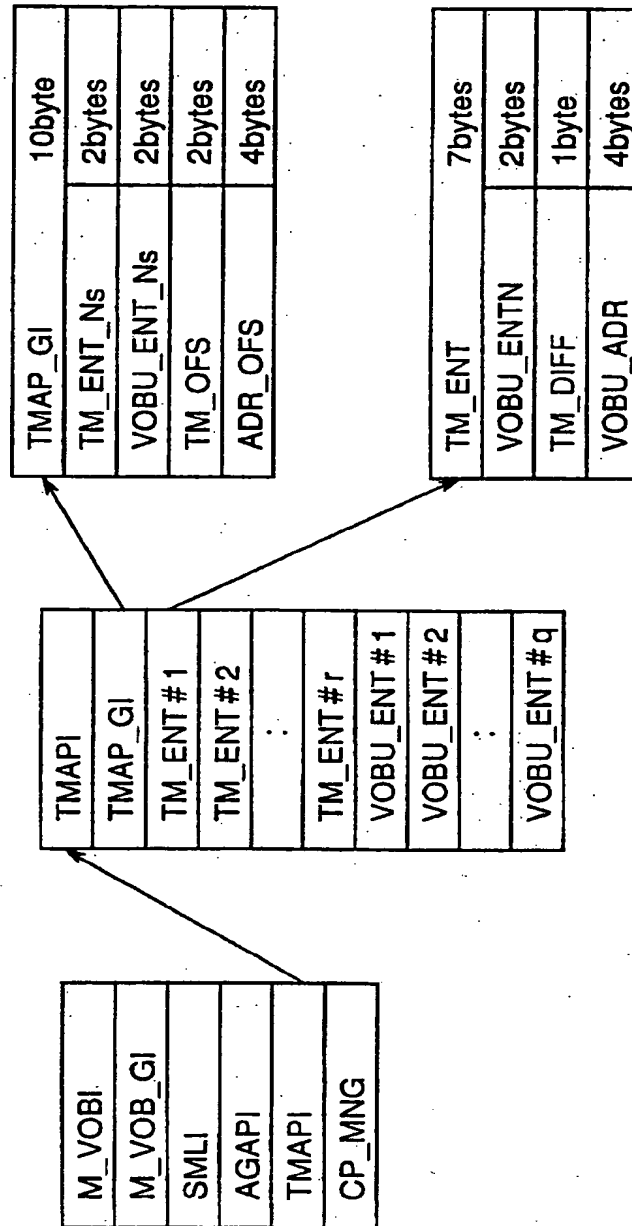 M_VOBI
M_VOB_GI
SMLI
AGAPI
TMAPI
CP_MNG
TMAPI
TMAP_GI
TM_ENT#1
TM_ENT#2
:
TM_ENT#r
VOBU_ENT#1
VOBU_ENT#2
:
VOBU_ENT#q
TMAP_GI 10byte
TM_ENT_Ns 2bytes
VOBU_ENT_Ns 2bytes
TM_OFS 2bytes
ADR_OFS 4bytes
TM_ENT 7bytes
VOBU_ENTN 2bytes
TM_DIFF 1byte
VOBU_ADR 4bytes